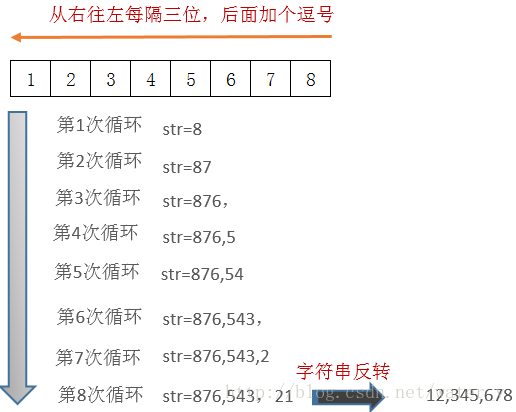 从右往左每隔三位，后面加个逗号
1 2 3 4 5 6 7 8
第1次循环 str=8
第2次循环 str=87
第3次循环 str=876，
第4次循环 str=876,5
第5次循环 str=876,54
第6次循环 str=876,543，
第7次循环 str=876,543,2
字符串反转
第8次循环 str=876,543，21 12,345,678